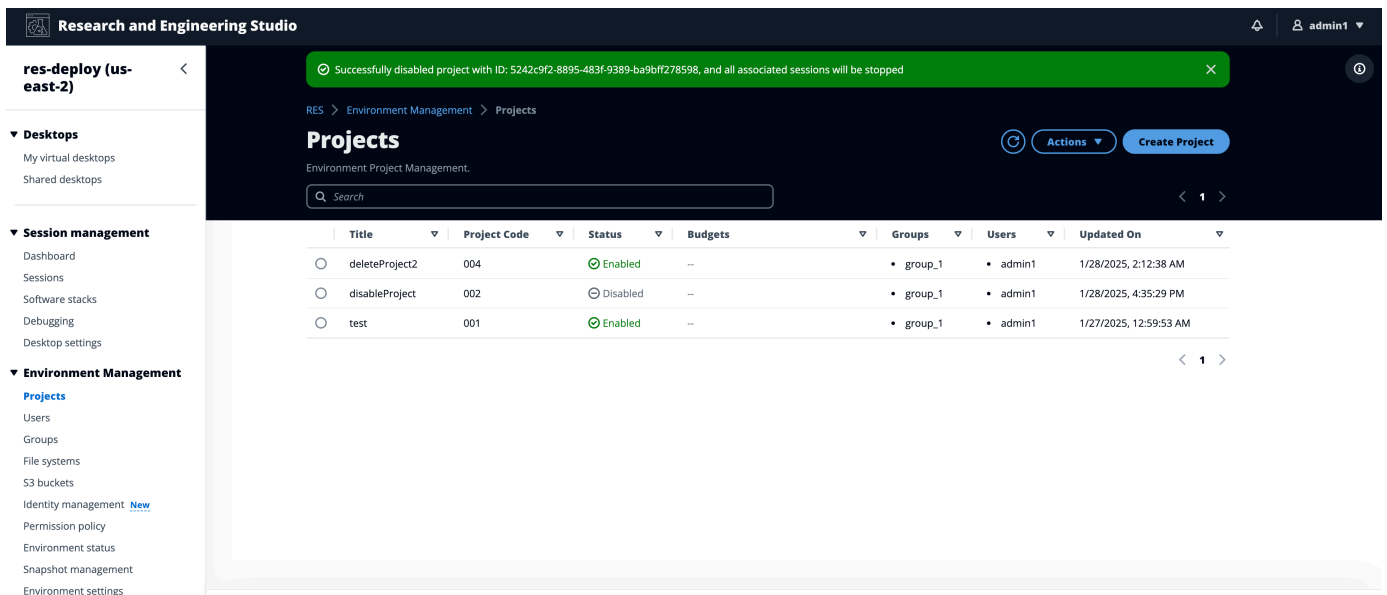 Research and Engineering Studio
admin1
res-deploy (us-east-2)
Desktops
My virtual desktops
Shared desktops
Session management
Dashboard
Sessions
Software stacks
Debugging
Desktop settings
Environment Management
Projects
Users
Groups
File systems
S3 buckets
Identity management New
Permission policy
Environment status
Snapshot management
Environment settings
Successfully disabled project with ID: 5242c9f2-8895-483f-9389-ba9bff278598, and all associated sessions will be stopped
RES > Environment Management > Projects
Projects
Actions
Create Project
Environment Project Management.
Search
< 1 >
Title Project Code Status Budgets Groups Users Updated On
deleteProject2 004 Enabled -- • group_1 • admin1 1/28/2025, 2:12:38 AM
disableProject 002 Disabled -- • group_1 • admin1 1/28/2025, 4:35:29 PM
test 001 Enabled -- • group_1 • admin1 1/27/2025, 12:59:53 AM
< 1 >